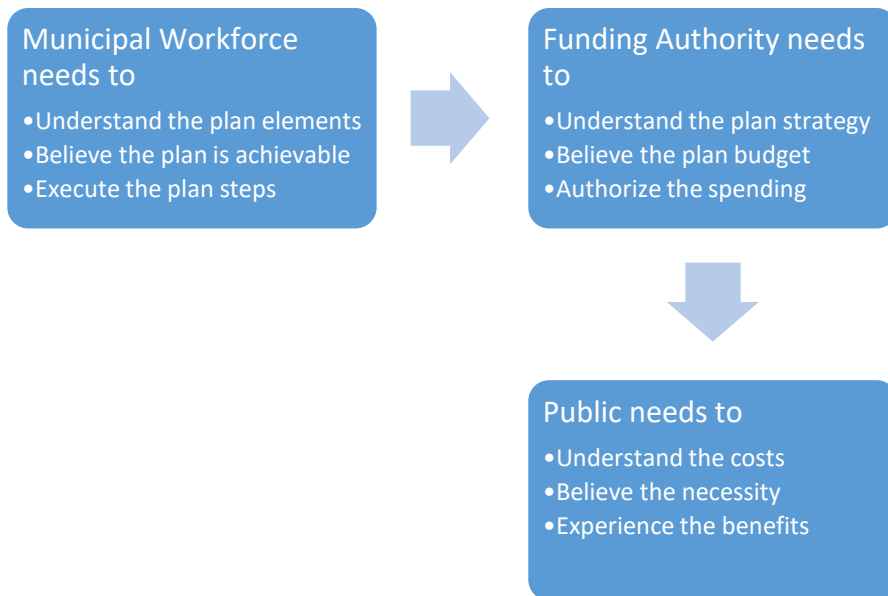 Municipal Workforce
needs to
•Understand the plan elements
•Believe the plan is achievable
•Execute the plan steps
Funding Authority needs
to
•Understand the plan strategy
•Believe the plan budget
•Authorize the spending
Public needs to
•Understand the costs
•Believe the necessity
•Experience the benefits